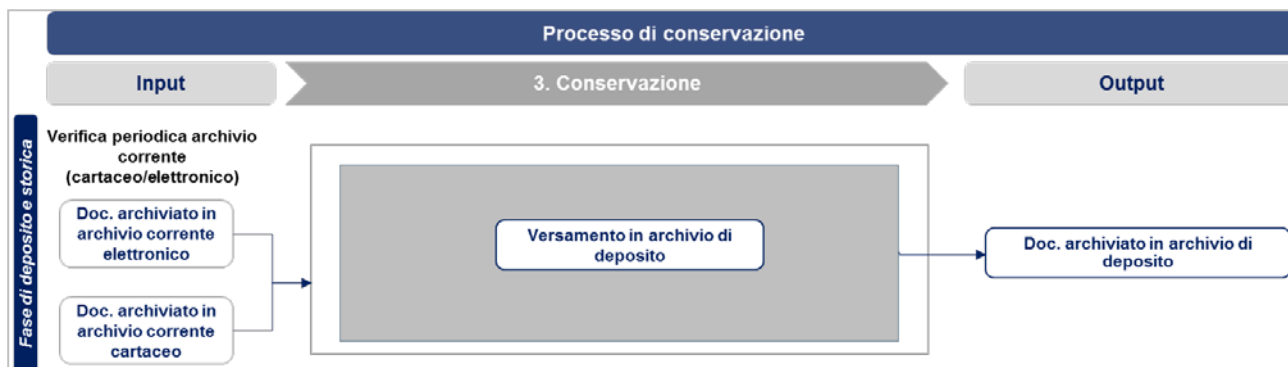 Processo di conservazione
Input
3. Conservazione
Output
Fase di deposito e storica
Verifica periodica archivio
corrente
(cartaceo/elettronico)
Doc. archiviato in
archivio corrente
elettronico
Doc. archiviato in
archivio corrente
cartaceo
Versamento in archivio di
deposito
Doc. archiviato in archivio di
deposito